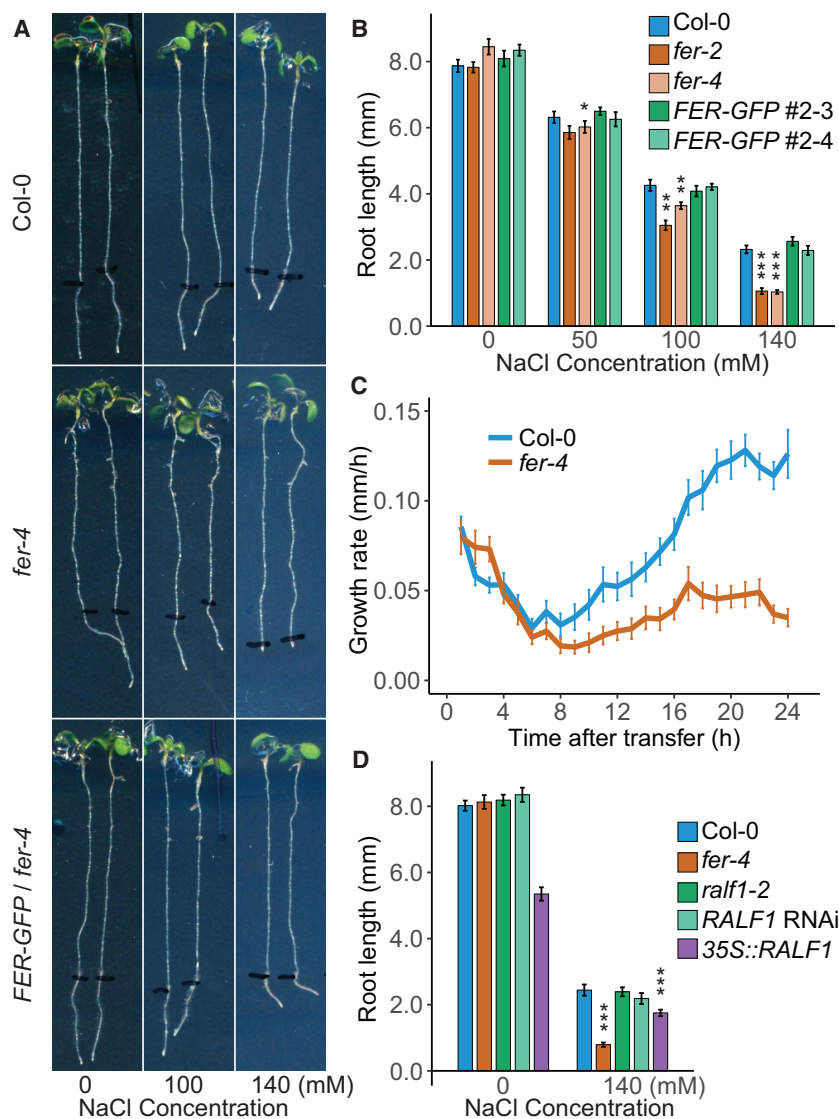 A
Col-0
fer-4
FER-GFP / fer-4
0 100 140 (mM)
NaCl Concentration
B
Root length (mm)
8.0
6.0
4.0
2.0
0.0
Col-0
fer-2
fer-4
FER-GFP #2-3
FER-GFP #2-4
*
**
**
***
***
0 50 100 140
NaCl Concentration (mM)
C
Growth rate (mm/h)
0.15
0.10
0.05
0.00
Col-0
fer-4
0 4 8 12 16 20 24
Time after transfer (h)
D
Root length (mm)
8.0
6.0
4.0
2.0
0.0
Col-0
fer-4
ralf1-2
RALF1 RNAi
35S::RALF1
***
***
0 140 (mM)
NaCl Concentration